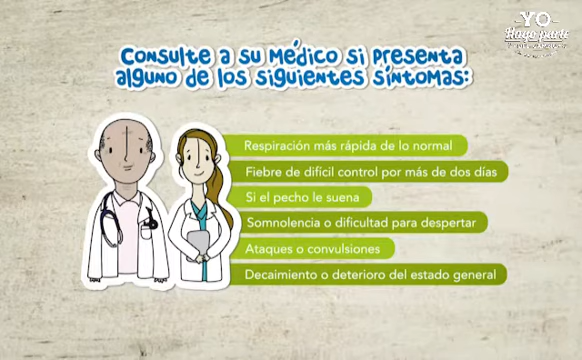 YO
Hago parte
Consulte a su médico si presenta
alguno de los siguientes síntomas:
Respiración más rápida de lo normal
Fiebre de difícil control por más de dos días
Si el pecho le suena
Somnolencia o dificultad para despertar
Ataques o convulsiones
Decaimiento o deterioro del estado general